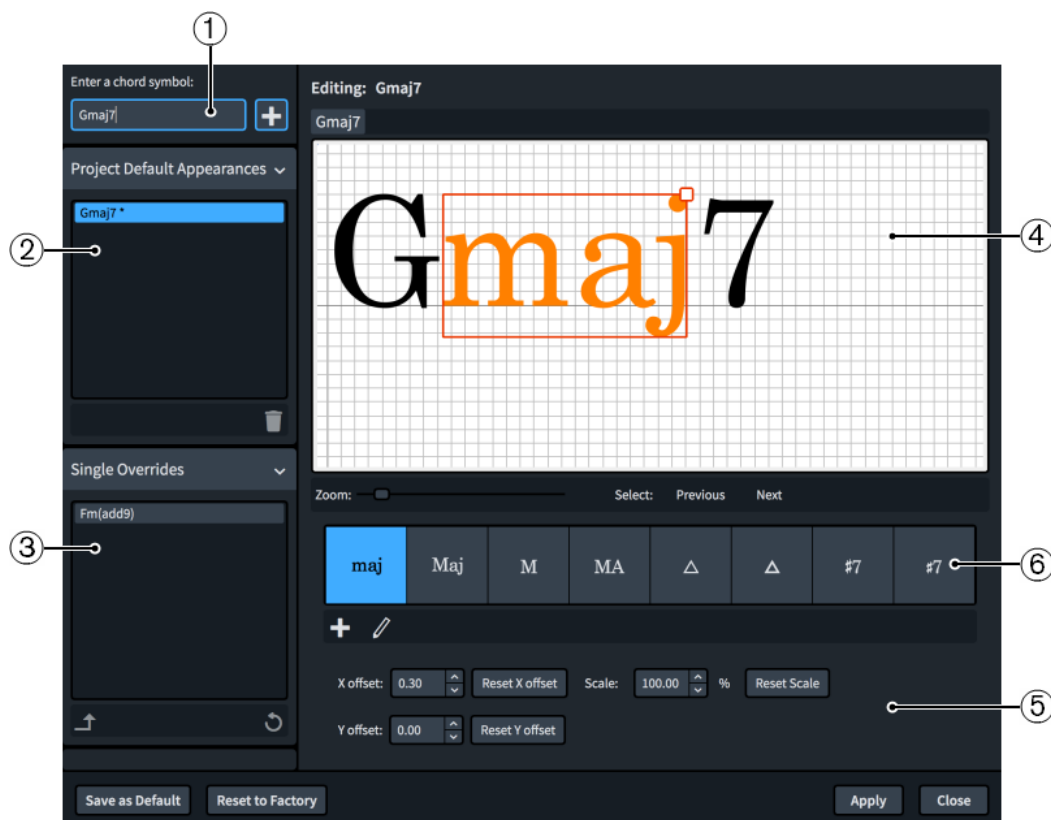 1
Enter a chord symbol:
Gmaj7
Project Default Appearances
Gmaj7 *
2
Single Overrides
Fm(add9)
3
Editing: Gmaj7
Gmaj7
Gmaj7
4
Zoom:
Select: Previous Next
maj Maj M MA △ △ ♯7 ♯7
6
X offset: 0.30 Reset X offset Scale: 100.00 % Reset Scale
5
Y offset: 0.00 Reset Y offset
Save as Default Reset to Factory Apply Close